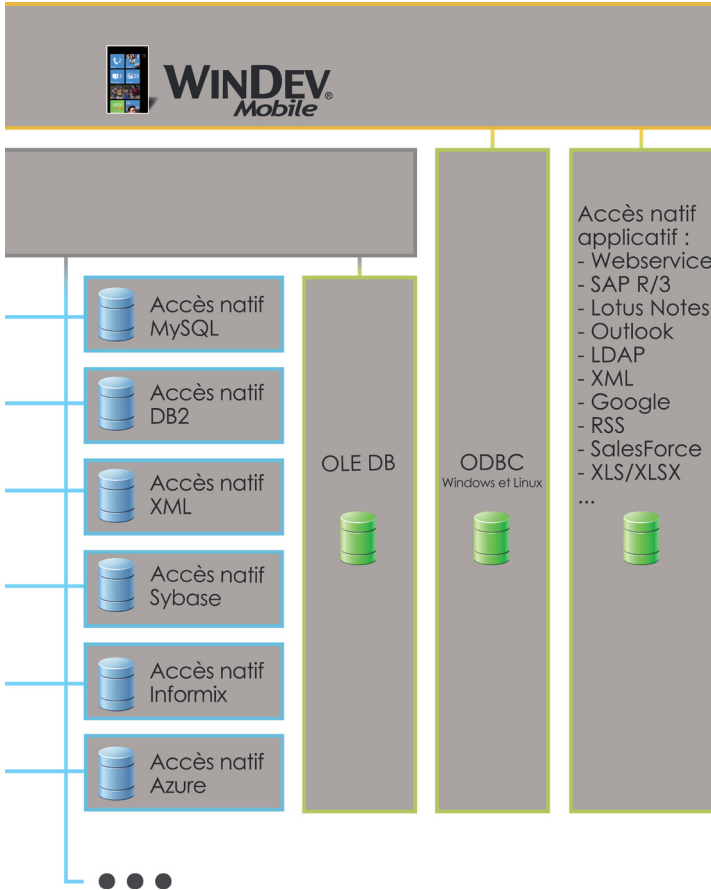 WINDEV®
Mobile
Accès natif
MySQL
Accès natif
DB2
Accès natif
XML
Accès natif
Sybase
Accès natif
Informix
Accès natif
Azure
OLE DB
ODBC
Windows et Linux
Accès natif
applicatif :
- Webservice
- SAP R/3
- Lotus Notes
- Outlook
- LDAP
- XML
- Google
- RSS
- SalesForce
- XLS/XLSX
...